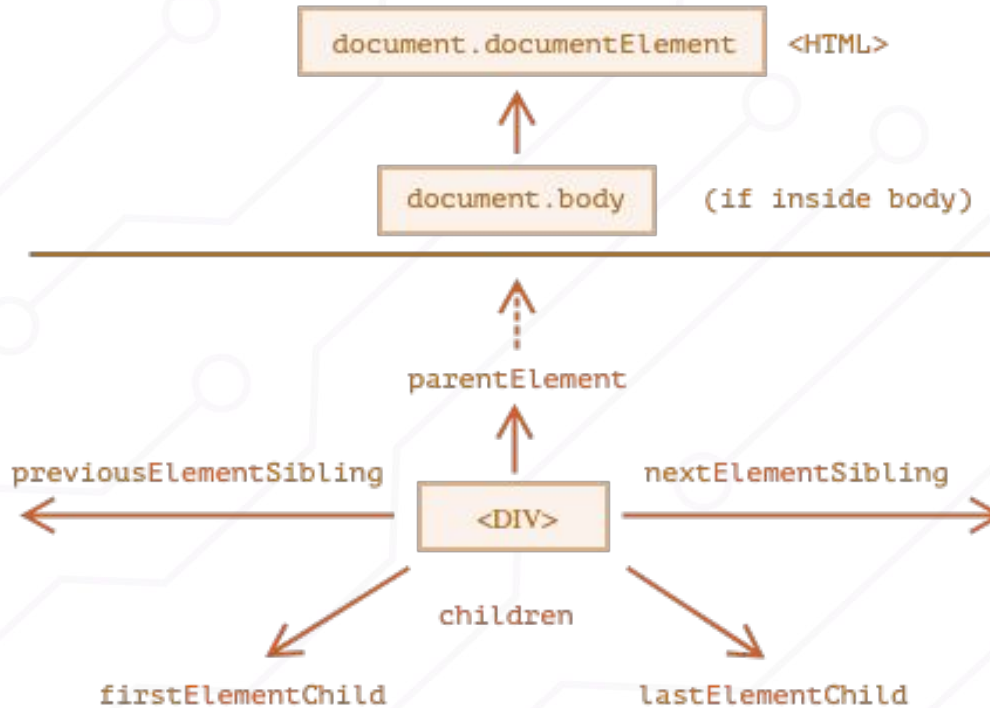 document.documentElement <HTML>
document.body (if inside body)
parentElement
previousElementSibling nextElementSibling
<DIV>
children
firstElementChild lastElementChild